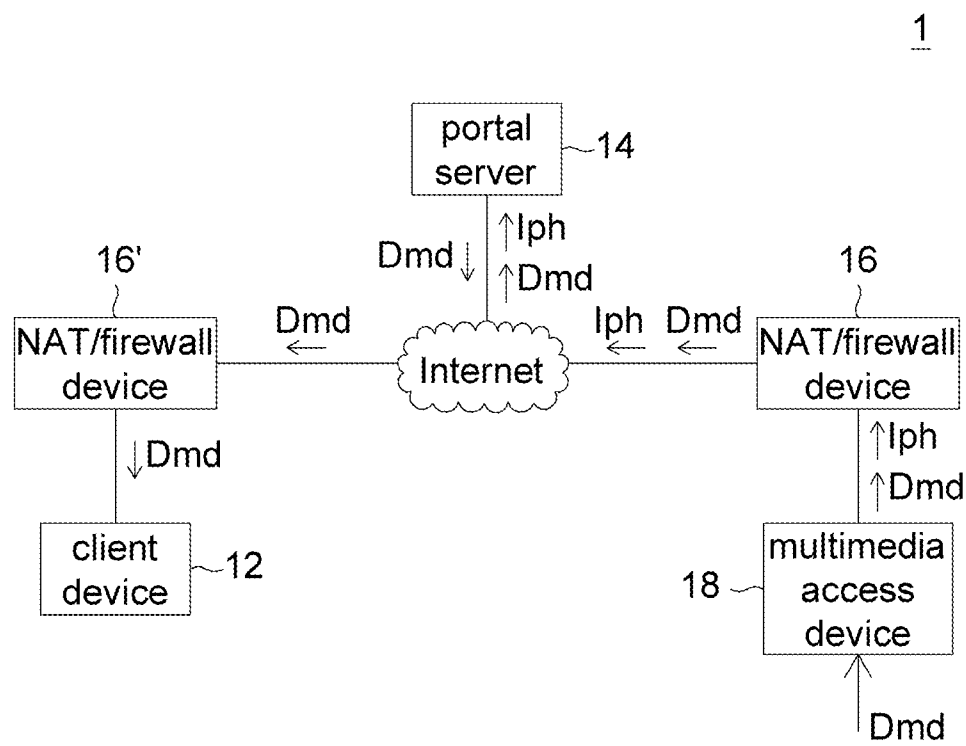 1
portal
server
14
Iph
Dmd
Dmd
16'
16
NAT/firewall
device
Dmd
Iph Dmd
Internet
NAT/firewall
device
Dmd
Iph
Dmd
client
device
12
multimedia
access
device
18
Dmd